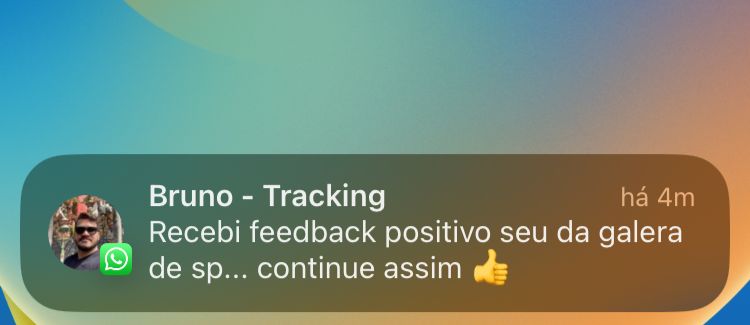 Bruno - Tracking
há 4m
Recebi feedback positivo seu da galera
de sp... continue assim 👍